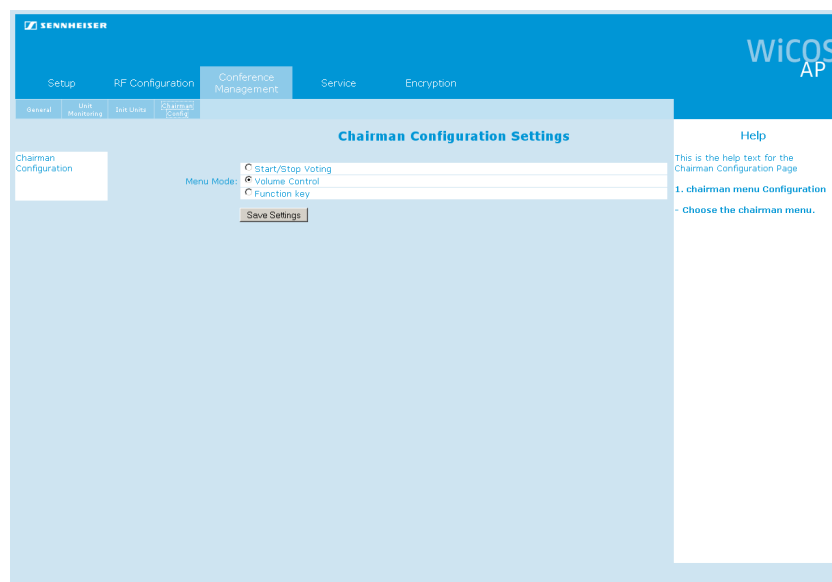 SENNHEISER
WiCOS
AP
Setup
RF Configuration
Conference
Management
Service
Encryption
General
Unit
Monitoring
Init Units
Chairman
Config
Chairman Configuration Settings
Help
Chairman
Configuration
Menu Mode:
Start/Stop Voting
Volume Control
Function key
Save Settings
This is the help text for the
Chairman Configuration Page
1. chairman menu Configuration
- Choose the chairman menu.